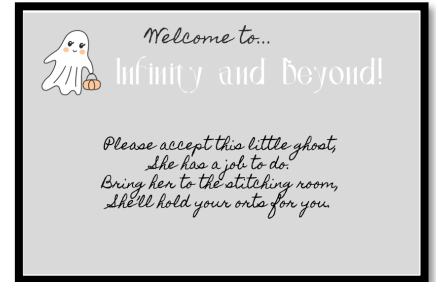 Welcome to...
Infinity and Beyond!
Please accept this little ghost,
She has a job to do.
Bring her to the stitching room,
She'll hold your orts for you.